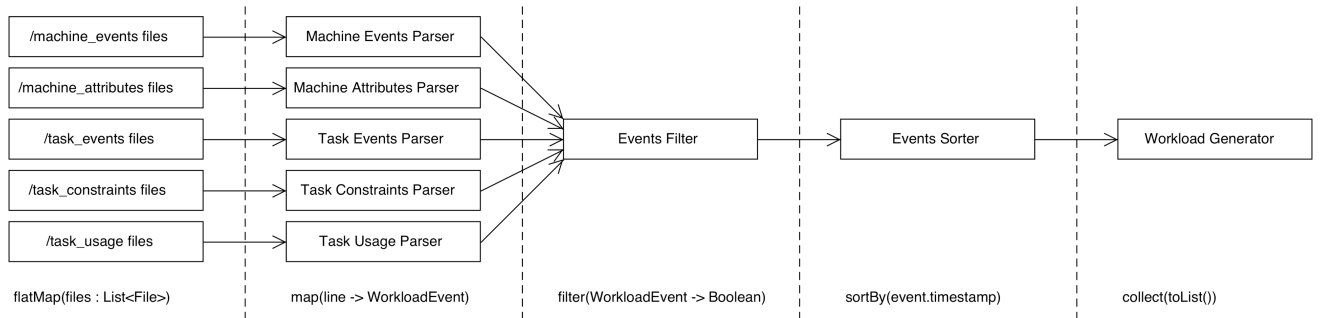 /machine_events files
Machine Events Parser
/machine_attributes files
Machine Attributes Parser
/task_events files
Task Events Parser
Events Filter
Events Sorter
Workload Generator
/task_constraints files
Task Constraints Parser
/task_usage files
Task Usage Parser
flatMap(files : List<File>)
map(line -> WorkloadEvent)
filter(WorkloadEvent -> Boolean)
sortBy(event.timestamp)
collect(toList())